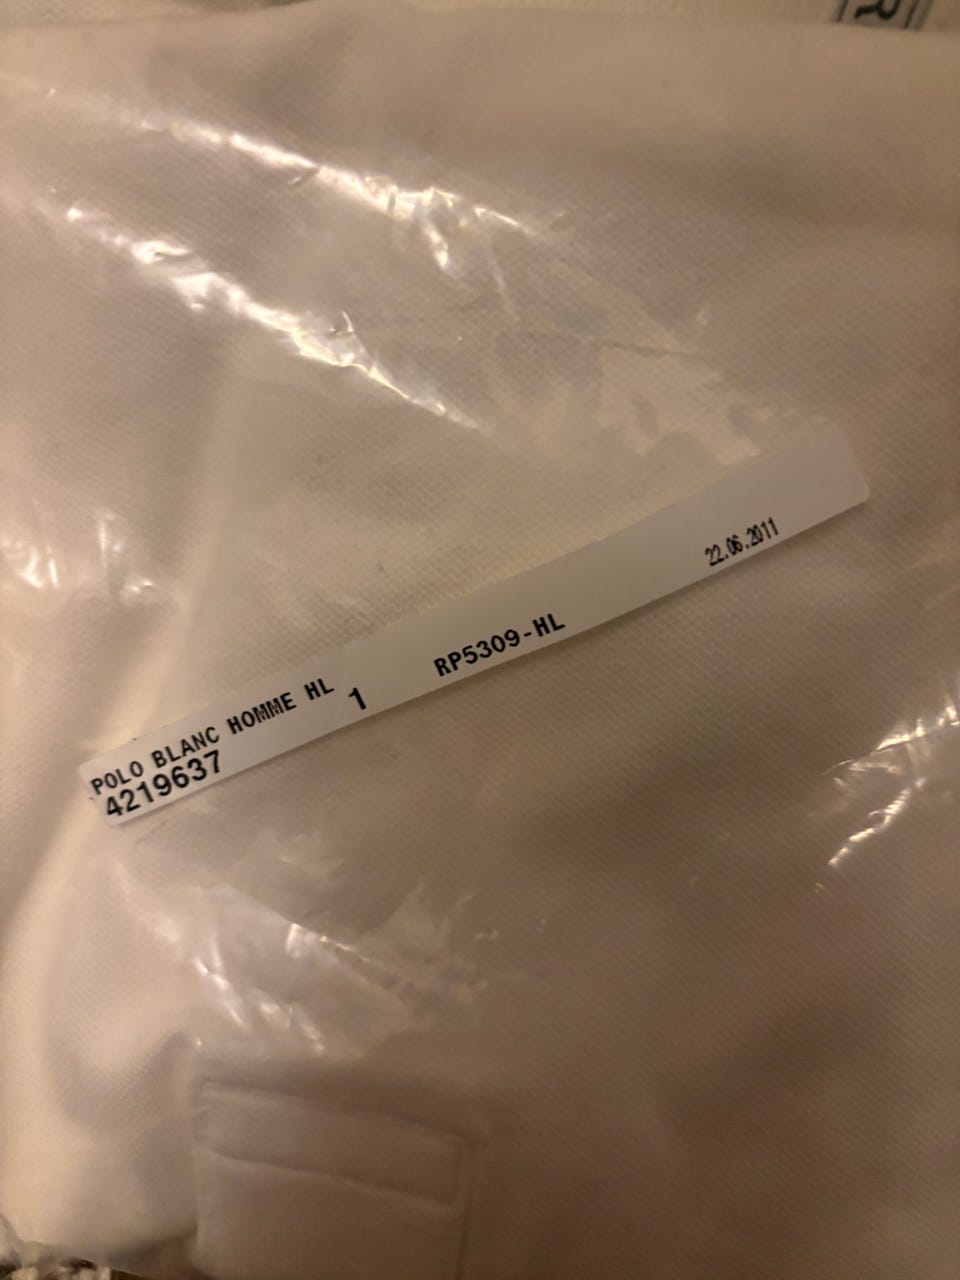 POLO BLANC HOMME HL
4219637
1
RP5309-HL
22.06.2011